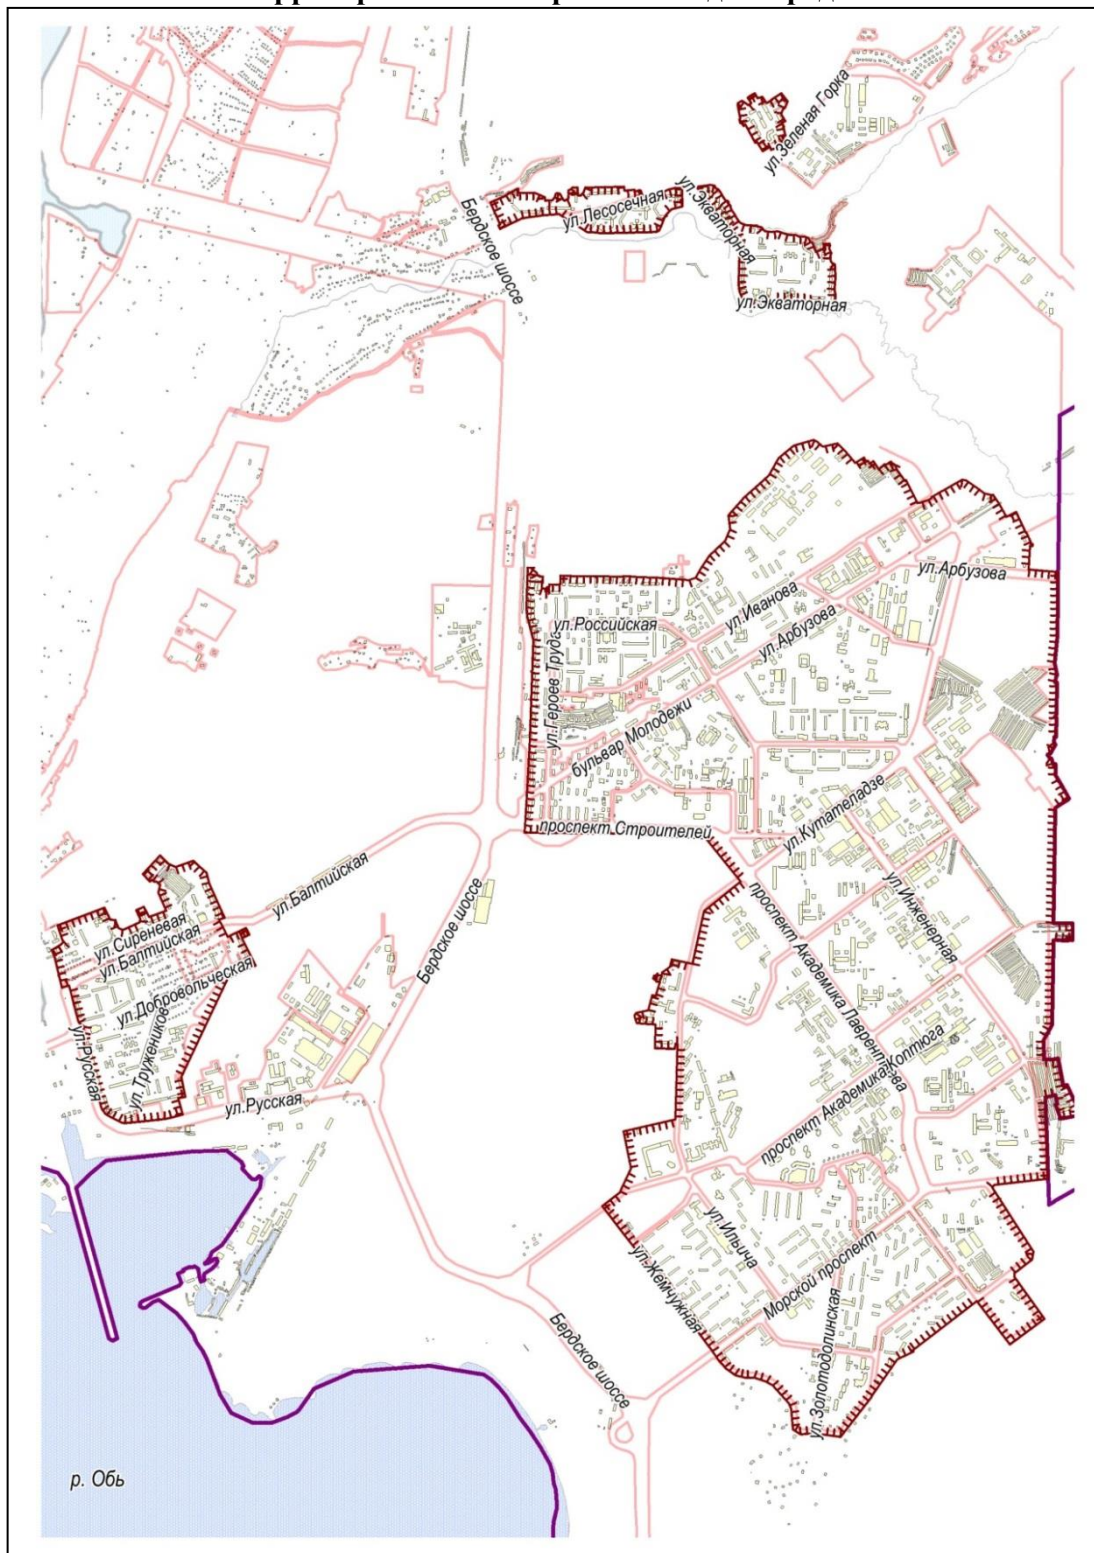 ул.Зеленая Горка
ул.Экваторная
ул.Лесосечная
Бердское шоссе
ул.Экваторная
ул.Арбузова
ул.Иванова
ул.Российская
ул.Арбузова
ул.Героев Труда
бульвар Молодежи
ул.Кутателадзе
проспект Строителей
ул.Балтийская
ул.Инженерная
проспект Академика Лаврентьева
Бердское шоссе
ул.Сиреневая
ул.Балтийская
ул.Добровольческая
ул.Русская
ул.Тружеников
проспект Академика Коптюга
ул.Русская
ул.Ильича
Морской проспект
ул.Жемчужная
ул.Золотодолинская
Бердское шоссе
р. Обь